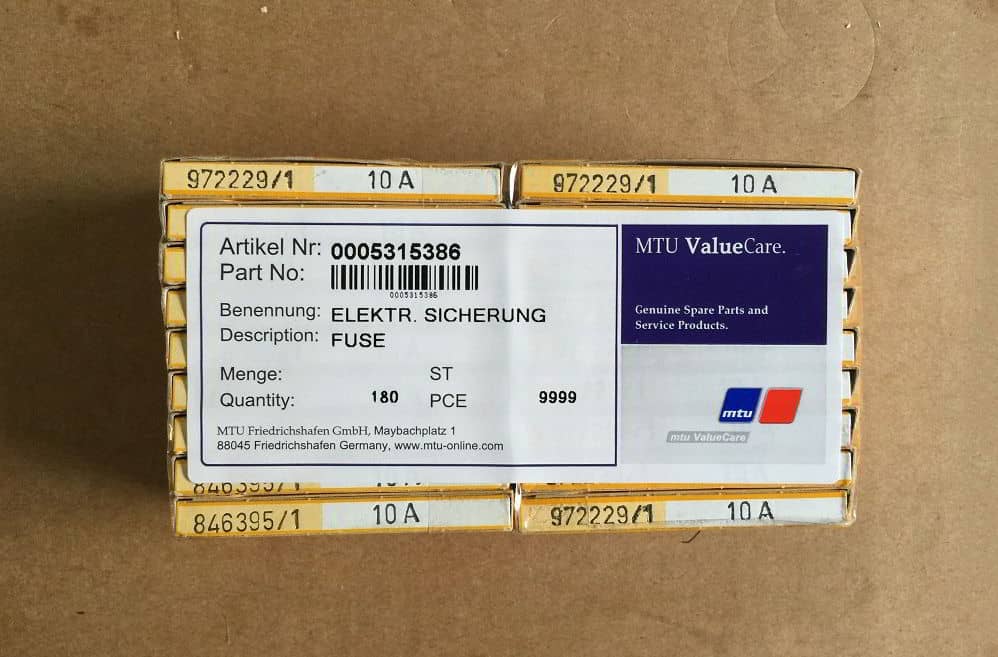 972229/1 10 A
972229/1 10 A
Artikel Nr: 0005315386
Part No:
0005315386
Benennung: ELEKTR. SICHERUNG
Description: FUSE
Menge: ST
Quantity: 180 PCE 9999
MTU Friedrichshafen GmbH, Maybachplatz 1
88045 Friedrichshafen Germany, www.mtu-online.com
MTU ValueCare.
Genuine Spare Parts and
Service Products.
mtu
mtu ValueCare
846395/1
846395/1 10 A
972229/1 10 A